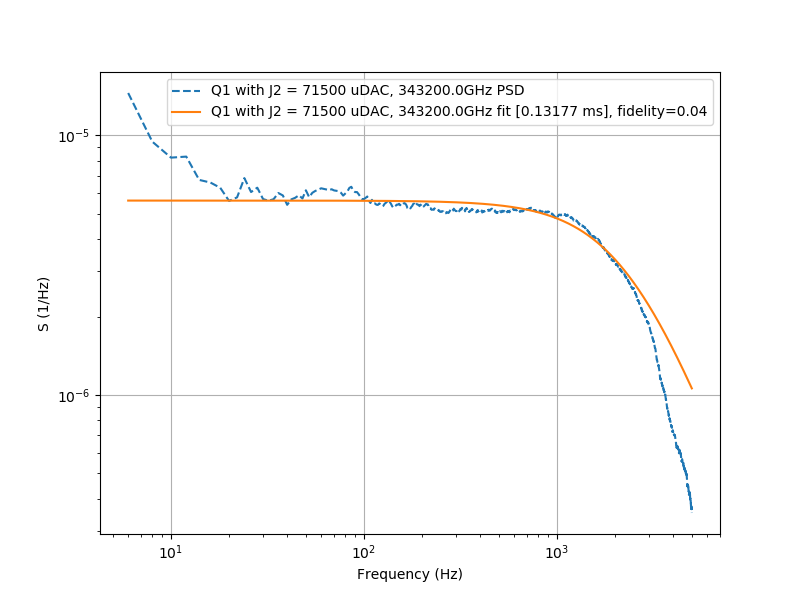 Q1 with J2 = 71500 uDAC, 343200.0GHz PSD
Q1 with J2 = 71500 uDAC, 343200.0GHz fit [0.13177 ms], fidelity=0.04
S (1/Hz)
10⁻⁵
10⁻⁶
10¹
10²
10³
Frequency (Hz)